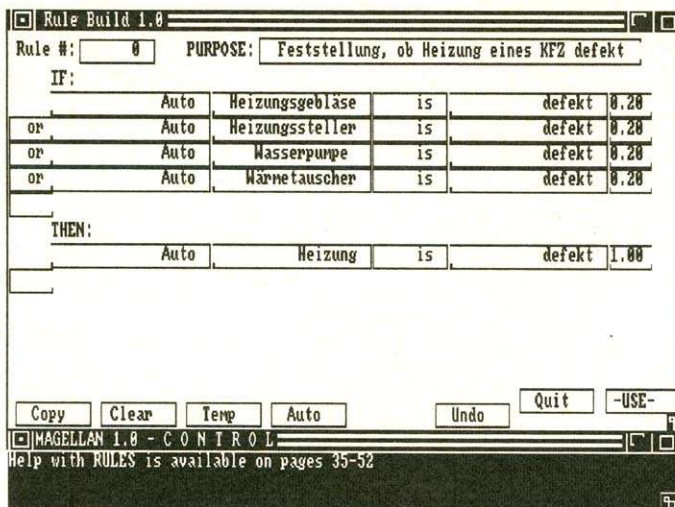 Rule Build 1.0
Rule #: 0 PURPOSE: Feststellung, ob Heizung eines KFZ defekt
IF:
Auto Heizungsgebläse is defekt 0.20
or Auto Heizungssteller is defekt 0.20
or Auto Wasserpumpe is defekt 0.20
or Auto Wärmetauscher is defekt 0.20
THEN:
Auto Heizung is defekt 1.00
Quit -USE-
Copy Clear Temp Auto Undo
MAGELLAN 1.0 - C O N T R O L
Help with RULES is available on pages 35-52